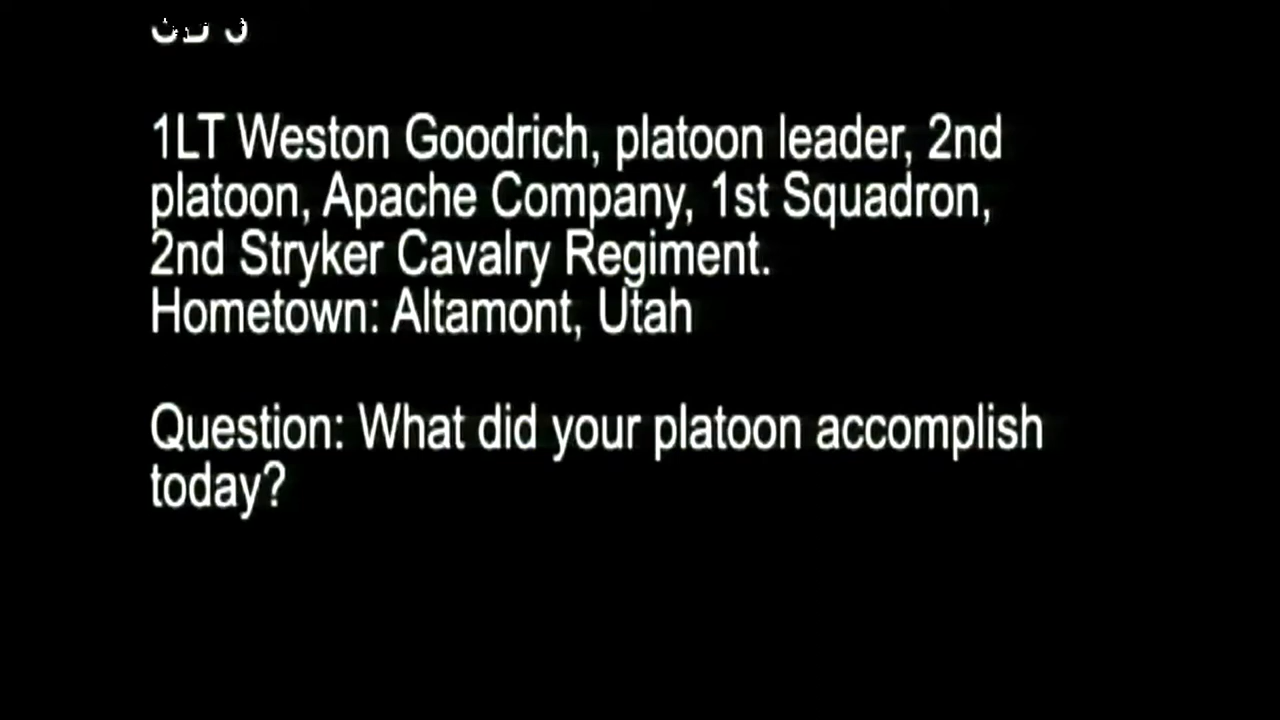 1LT Weston Goodrich, platoon leader, 2nd
platoon, Apache Company, 1st Squadron,
2nd Stryker Cavalry Regiment.
Hometown: Altamont, Utah
Question: What did your platoon accomplish
today?